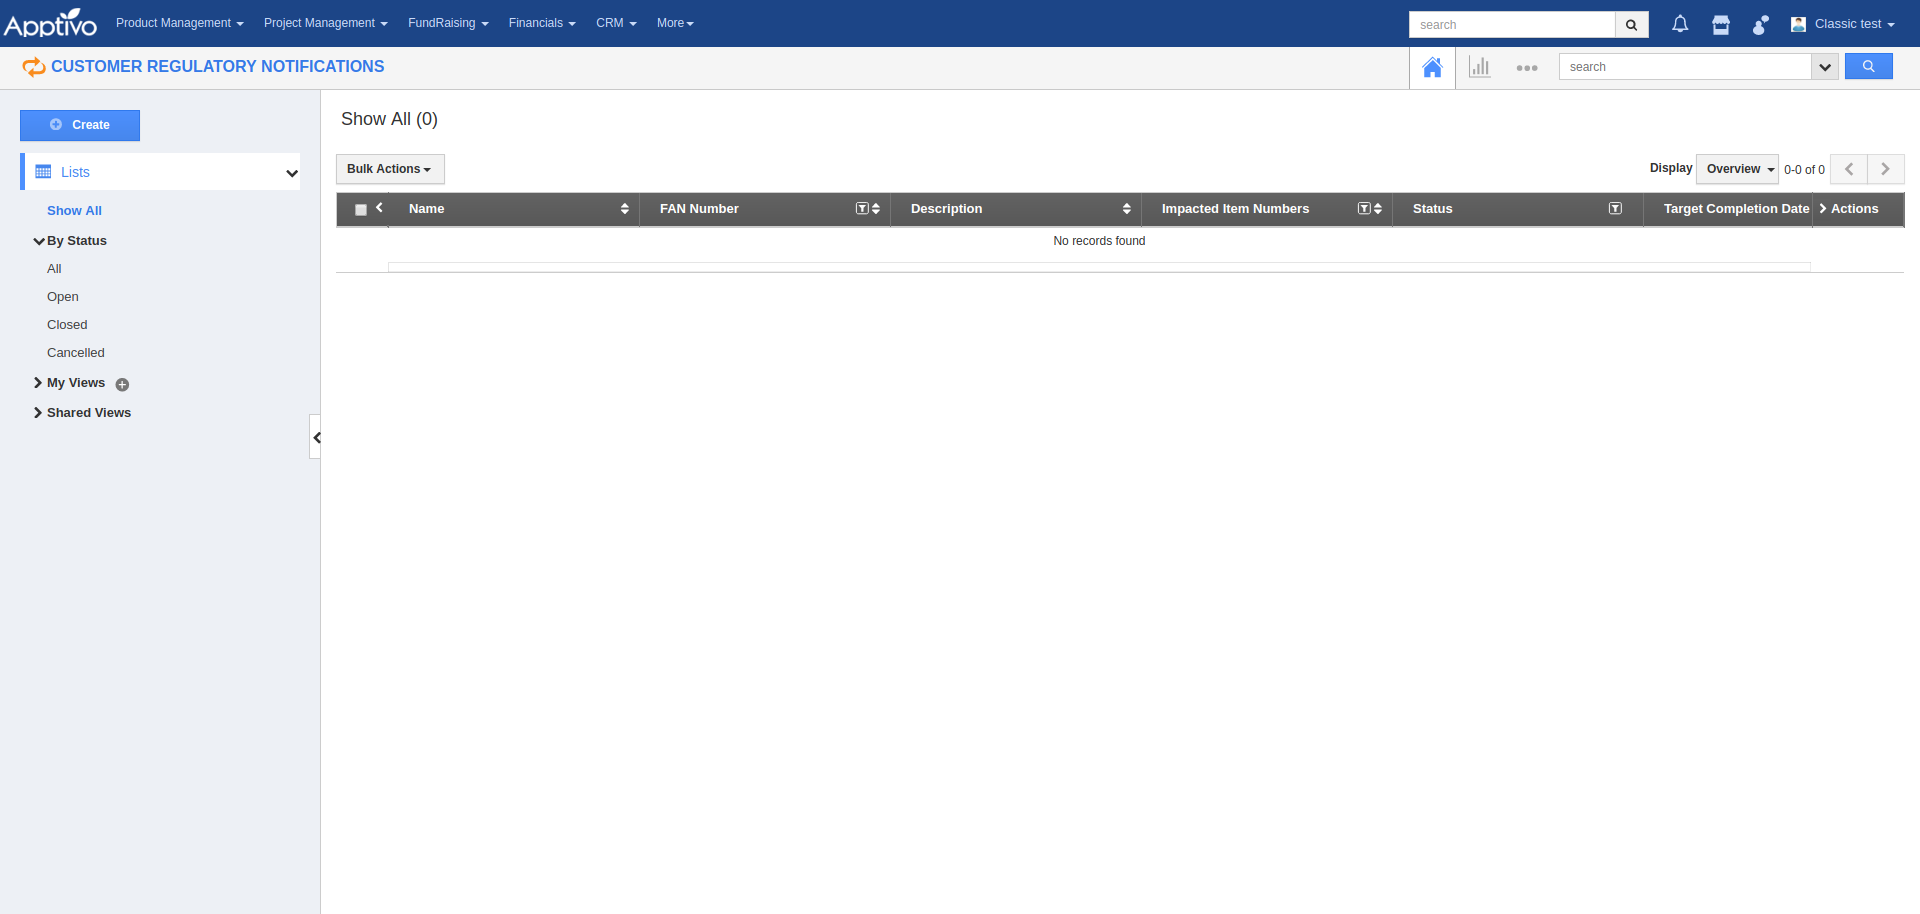 Apptivo Product Management Project Management FundRaising Financials CRM More search Classic test
CUSTOMER REGULATORY NOTIFICATIONS search
Create
Lists
Show All
By Status
All
Open
Closed
Cancelled
My Views
Shared Views
Show All (0)
Bulk Actions Display Overview 0-0 of 0
Name FAN Number Description Impacted Item Numbers Status Target Completion Date Actions
No records found